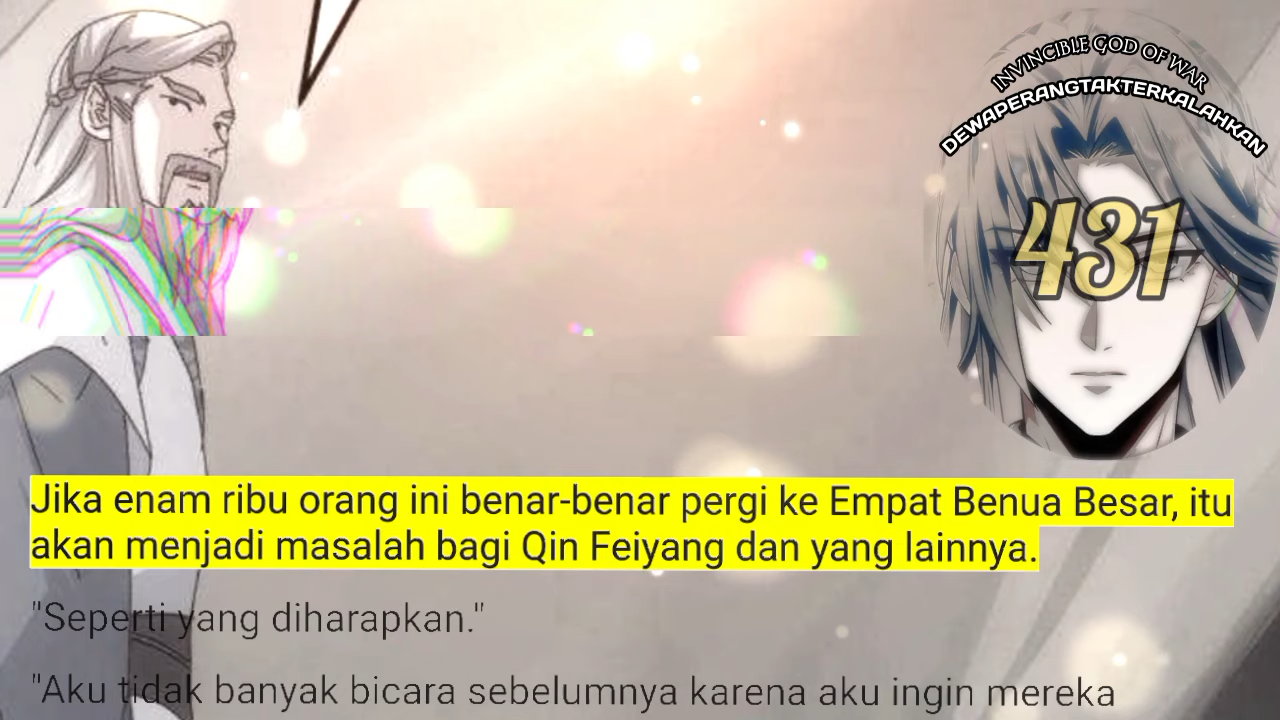 INVINCIBLE GOD OF WAR
DEWAPERANGTAKTERKALAHKAN
431
Jika enam ribu orang ini benar-benar pergi ke Empat Benua Besar, itu
akan menjadi masalah bagi Qin Feiyang dan yang lainnya.
"Seperti yang diharapkan."
"Aku tidak banyak bicara sebelumnya karena aku ingin mereka